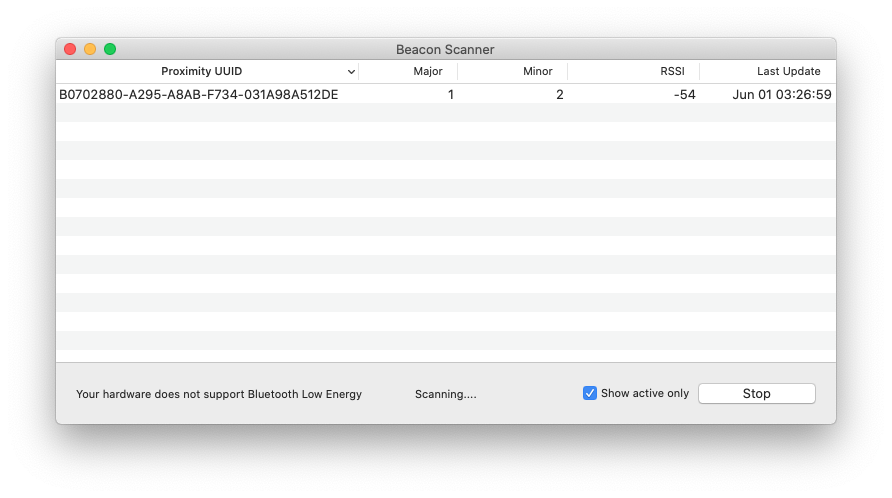 Beacon Scanner
Proximity UUID Major Minor RSSI Last Update
B0702880-A295-A8AB-F734-031A98A512DE 1 2 -54 Jun 01 03:26:59
Your hardware does not support Bluetooth Low Energy Scanning.... Show active only Stop